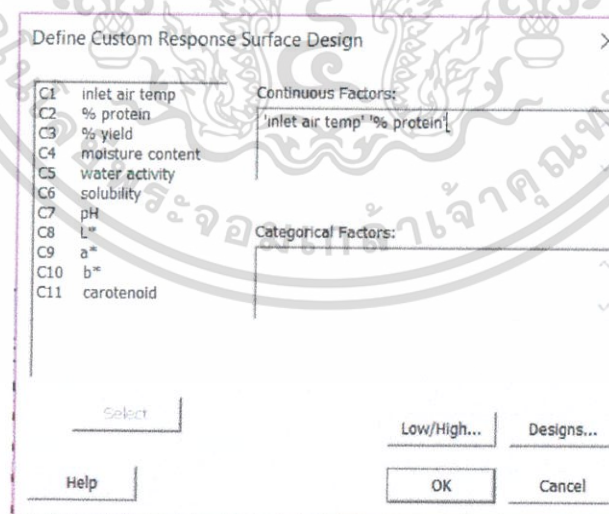 Define Custom Response Surface Design
C1 inlet air temp
C2 % protein
C3 % yield
C4 moisture content
C5 water activity
C6 solubility
C7 pH
C8 L*
C9 a*
C10 b*
C11 carotenoid
Continuous Factors:
'inlet air temp' '% protein'
Categorical Factors:
Select
Low/High...
Designs...
Help
OK
Cancel